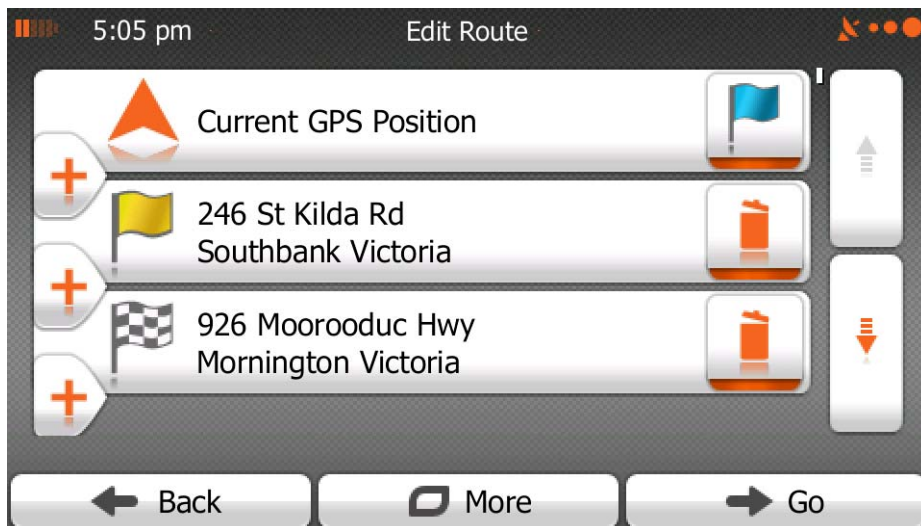 5:05 pm
Edit Route
Current GPS Position
246 St Kilda Rd
Southbank Victoria
926 Moorooduc Hwy
Mornington Victoria
Back
More
Go